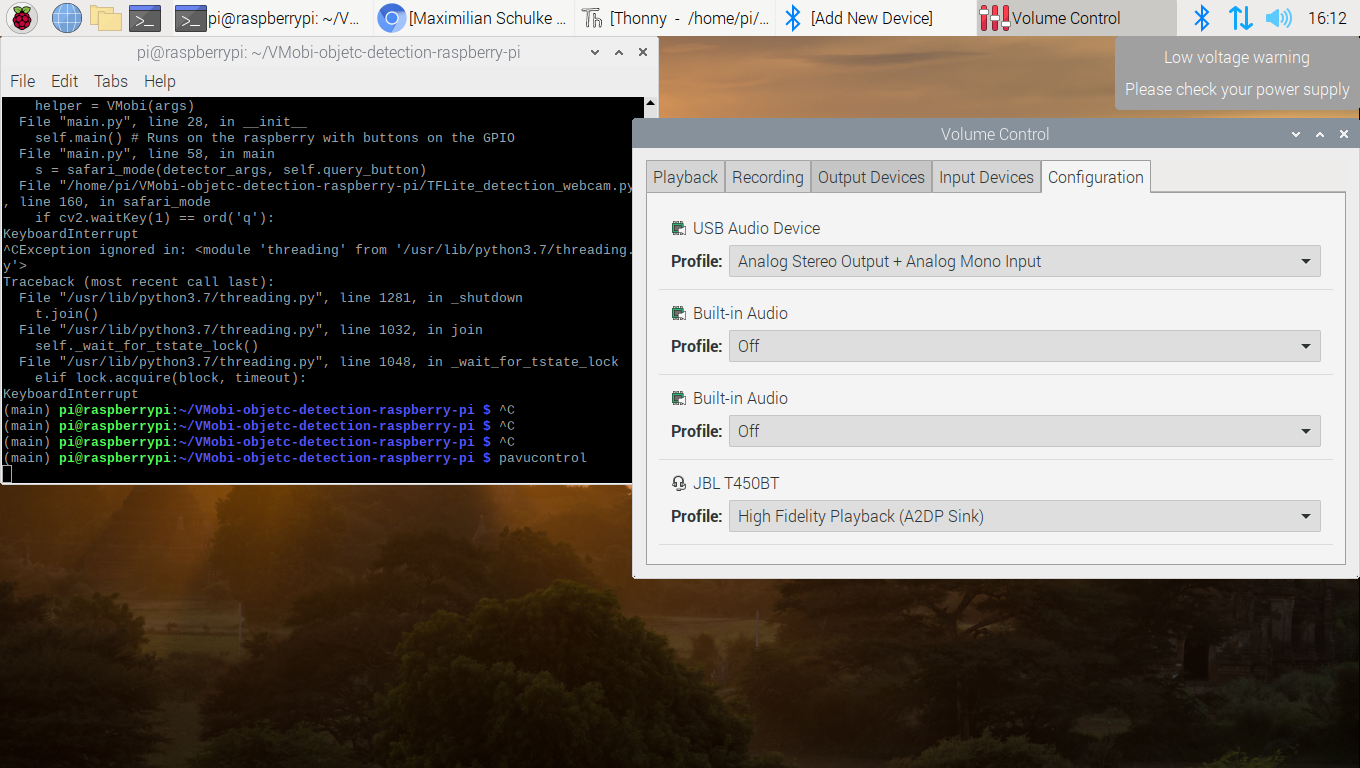 pi@raspberrypi: ~/V...
[Maximilian Schulke ...
[Thonny  -  /home/pi/...
[Add New Device]
Volume Control
16:12
Low voltage warning
Please check your power supply
pi@raspberrypi: ~/VMobi-objetc-detection-raspberry-pi
File Edit Tabs Help
    helper = VMobi(args)
  File "main.py", line 28, in __init__
    self.main() # Runs on the raspberry with buttons on the GPIO
  File "main.py", line 58, in main
    s = safari_mode(detector_args, self.query_button)
  File "/home/pi/VMobi-objetc-detection-raspberry-pi/TFLite_detection_webcam.py"
, line 160, in safari_mode
    if cv2.waitKey(1) == ord('q'):
KeyboardInterrupt
^CException ignored in: <module 'threading' from '/usr/lib/python3.7/threading.
y'>
Traceback (most recent call last):
  File "/usr/lib/python3.7/threading.py", line 1281, in _shutdown
    t.join()
  File "/usr/lib/python3.7/threading.py", line 1032, in join
    self._wait_for_tstate_lock()
  File "/usr/lib/python3.7/threading.py", line 1048, in _wait_for_tstate_lock
    elif lock.acquire(block, timeout):
KeyboardInterrupt
(main) pi@raspberrypi:~/VMobi-objetc-detection-raspberry-pi $ ^C
(main) pi@raspberrypi:~/VMobi-objetc-detection-raspberry-pi $ ^C
(main) pi@raspberrypi:~/VMobi-objetc-detection-raspberry-pi $ ^C
(main) pi@raspberrypi:~/VMobi-objetc-detection-raspberry-pi $ pavucontrol
Volume Control
Playback Recording Output Devices Input Devices Configuration
USB Audio Device
Profile: Analog Stereo Output + Analog Mono Input
Built-in Audio
Profile: Off
Built-in Audio
Profile: Off
JBL T450BT
Profile: High Fidelity Playback (A2DP Sink)